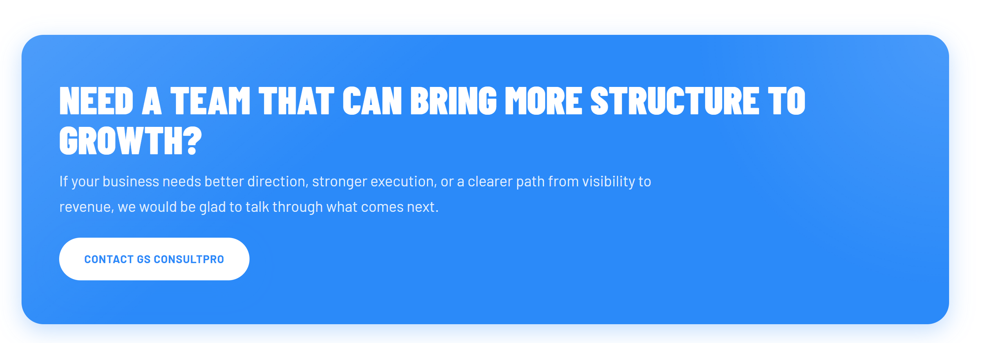 NEED A TEAM THAT CAN BRING MORE STRUCTURE TO
GROWTH?
If your business needs better direction, stronger execution, or a clearer path from visibility to
revenue, we would be glad to talk through what comes next.
CONTACT GS CONSULTPRO